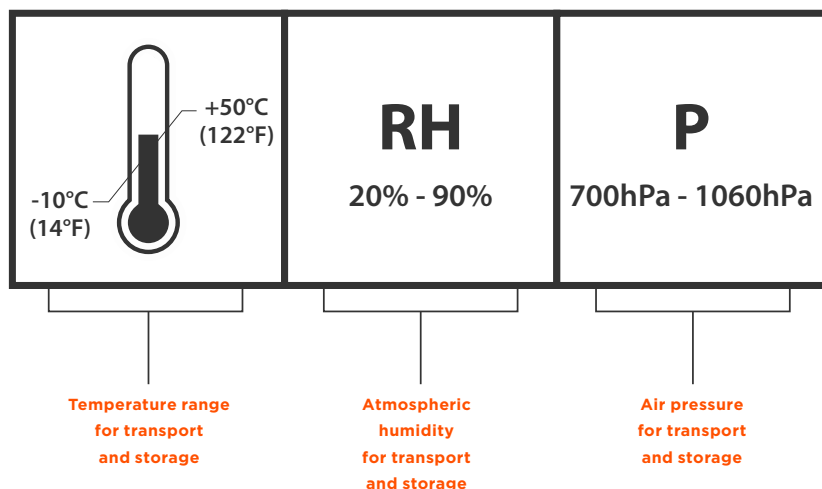 +50°C
(122°F)
-10°C
(14°F)
RH
20% - 90%
P
700hPa - 1060hPa
Temperature range
for transport
and storage
Atmospheric
humidity
for transport
and storage
Air pressure
for transport
and storage